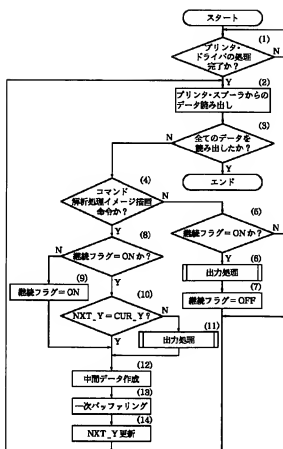 スタート
(1)
プリンタ・
ドライバの処理
完了か？
N
Y
(2)
プリンタ・スプーラからの
データ読み出し
(3)
全てのデータを
読み出したか？
N
Y
エンド
(4)
コマンド
解析処理イメージ描画
命令か？
N
Y
(5)
継続フラグ＝ONか？
N
Y
(6)
出力処理
(7)
継続フラグ＝OFF
(8)
継続フラグ＝ONか？
N
Y
(9)
継続フラグ＝ON
(10)
NXT_Y＝CUR_Y？
N
Y
(11)
出力処理
(12)
中間データ作成
(13)
一次バッファリング
(14)
NXT_Y更新